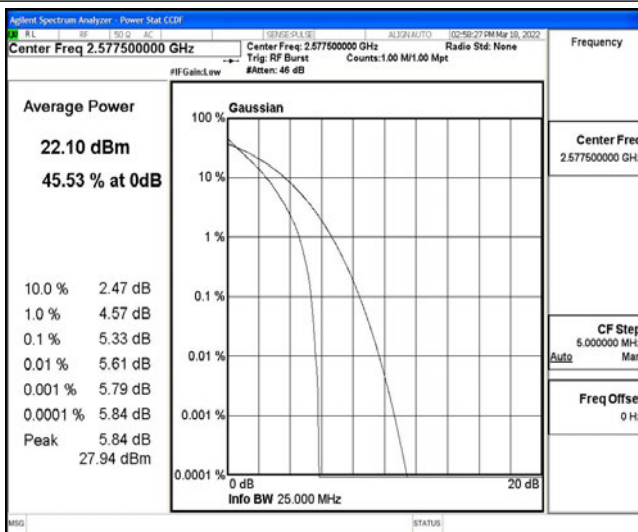 Agilent Spectrum Analyzer - Power Stat CCDF
RL RF 50 Ω AC SENSE:PULSE ALIGN AUTO 02:58:27 PM Mar 18, 2022
Center Freq 2.577500000 GHz
Center Freq: 2.577500000 GHz Radio Std: None
Trig: RF Burst Counts:1.00 M/1.00 Mpt
#IFGain:Low #Atten: 46 dB
Frequency
Average Power
22.10 dBm
45.53 % at 0dB
10.0 % 2.47 dB
1.0 % 4.57 dB
0.1 % 5.33 dB
0.01 % 5.61 dB
0.001 % 5.79 dB
0.0001 % 5.84 dB
Peak 5.84 dB
27.94 dBm
Gaussian
100 %
10 %
1 %
0.1 %
0.01 %
0.001 %
0.0001 %
0 dB 20 dB
Info BW 25.000 MHz
Center Freq
2.577500000 GHz
CF Step
5.000000 MHz
Auto Man
Freq Offse
0 Hz
MSG STATUS